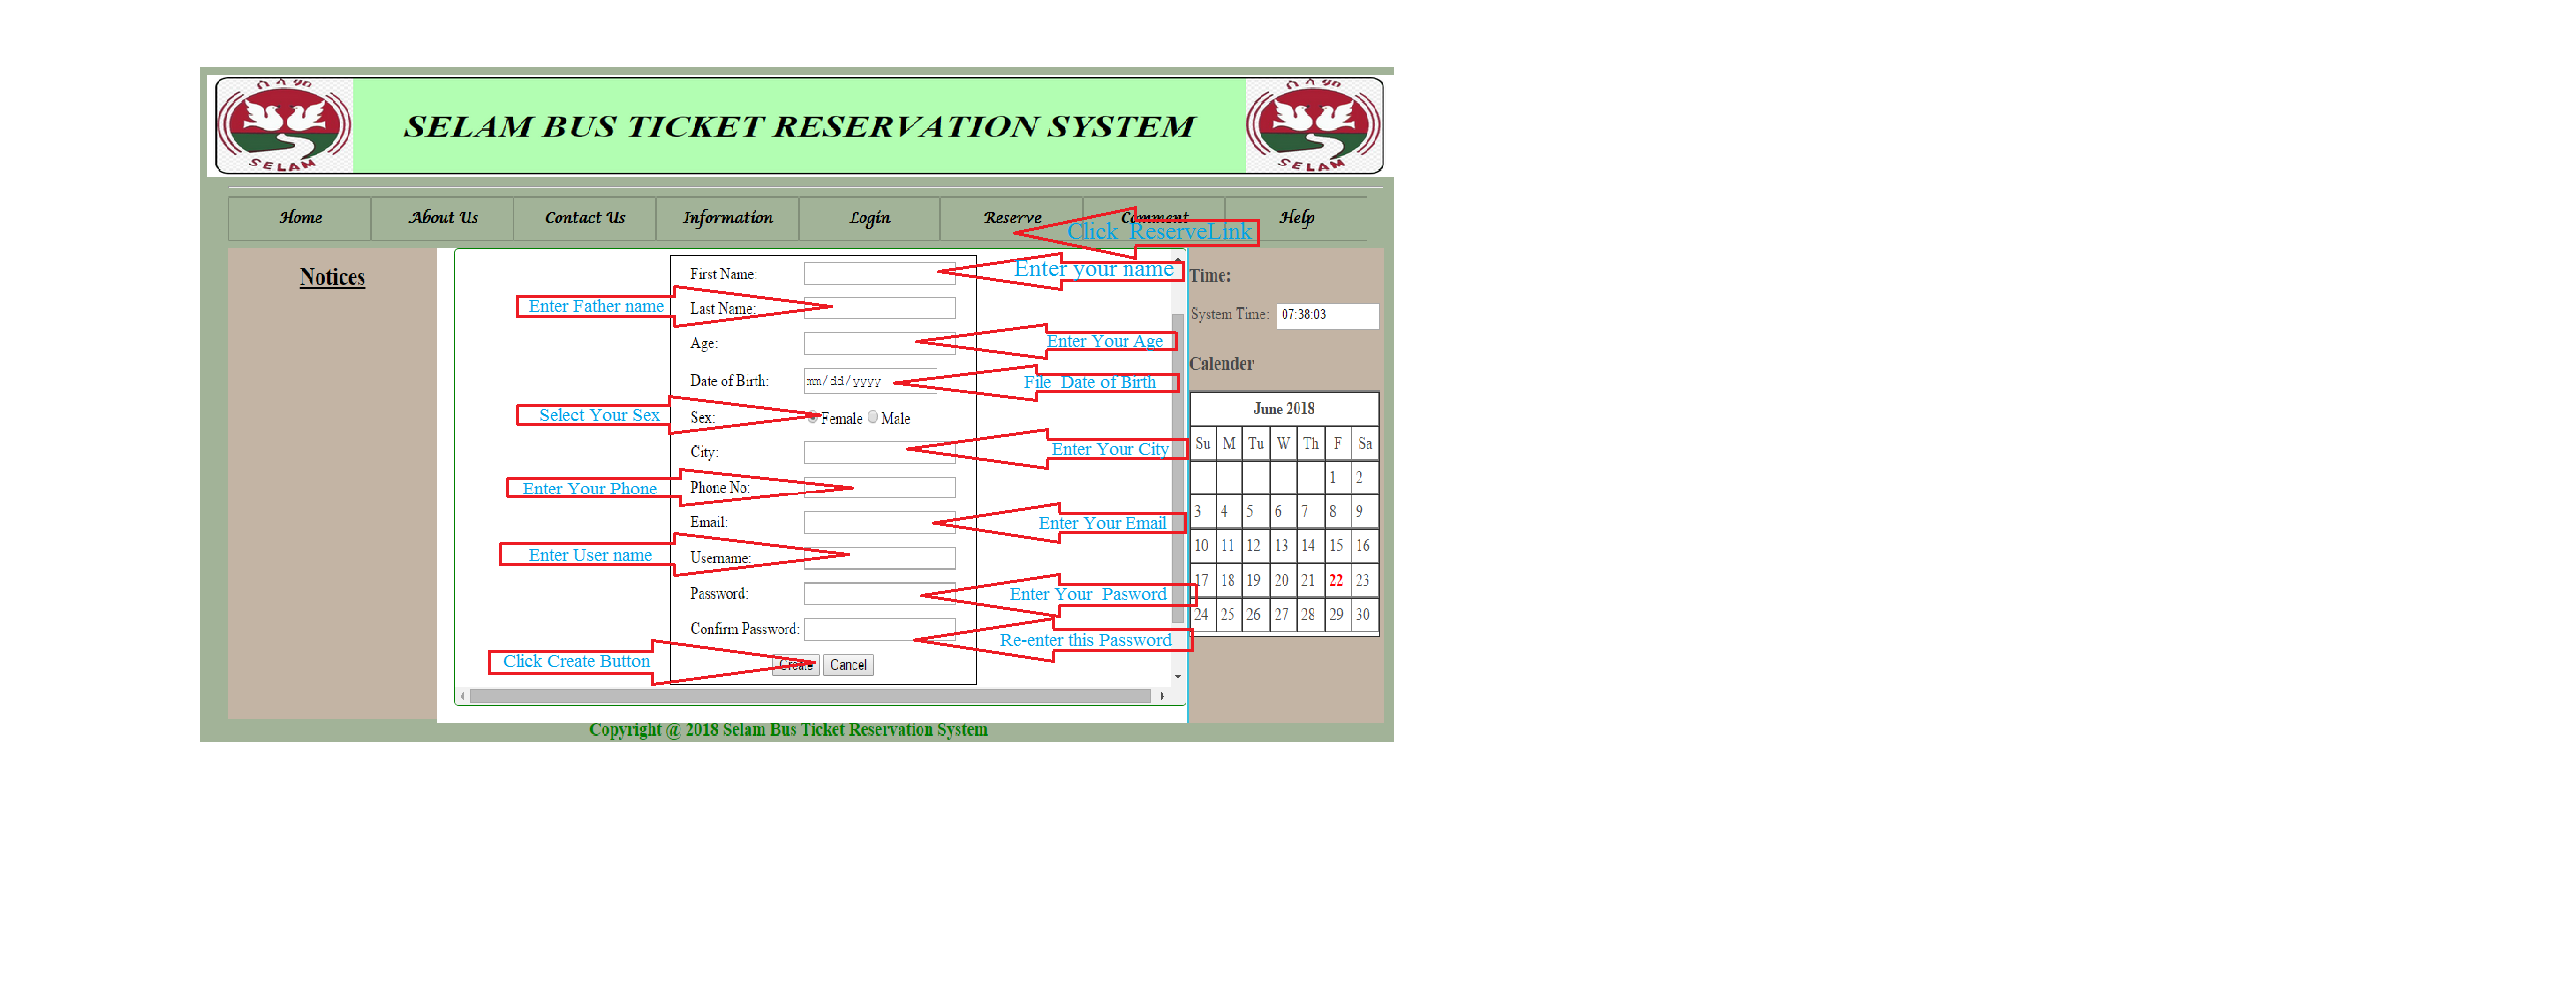 ሰላም ሰላም
SELAM BUS TICKET RESERVATION SYSTEM
SELAM SELAM
Home About Us Contact Us Information Login Reserve Comment Help
Click ReserveLink
Notices
First Name: Enter your name
Enter Father name Last Name:
Age: Enter Your Age
Date of Birth: mm/dd/yyyy File Date of Birth
Select Your Sex Sex: Female Male
City: Enter Your City
Enter Your Phone Phone No:
Email: Enter Your Email
Enter User name Username:
Password: Enter Your Pasword
Confirm Password: Re-enter this Password
Click Create Button Create Cancel
Time:
System Time: 07:38:03
Calender
June 2018
Su M Tu W Th F Sa
1 2
3 4 5 6 7 8 9
10 11 12 13 14 15 16
17 18 19 20 21 22 23
24 25 26 27 28 29 30
Copyright @ 2018 Selam Bus Ticket Reservation System